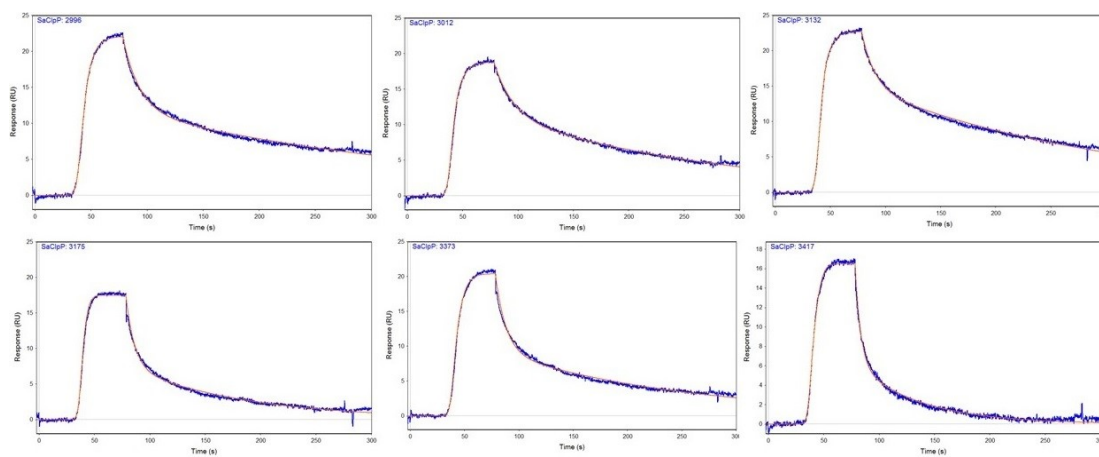 SaClpP: 2996
25
20
15
10
5
0
Response (RU)
0 50 100 150 200 250 300
Time (s)
SaClpP: 3012
25
20
15
10
5
0
Response (RU)
0 50 100 150 200 250 300
Time (s)
SaClpP: 3132
25
20
15
10
5
0
Response (RU)
0 50 100 150 200 250
Time (s)
SaClpP: 3175
25
20
15
10
5
0
Response (RU)
0 50 100 150 200 250 300
Time (s)
SaClpP: 3373
25
20
15
10
5
0
Response (RU)
0 50 100 150 200 250 300
Time (s)
SaClpP: 3417
18
16
14
12
10
8
6
4
2
0
Response (RU)
0 50 100 150 200 250 300
Time (s)